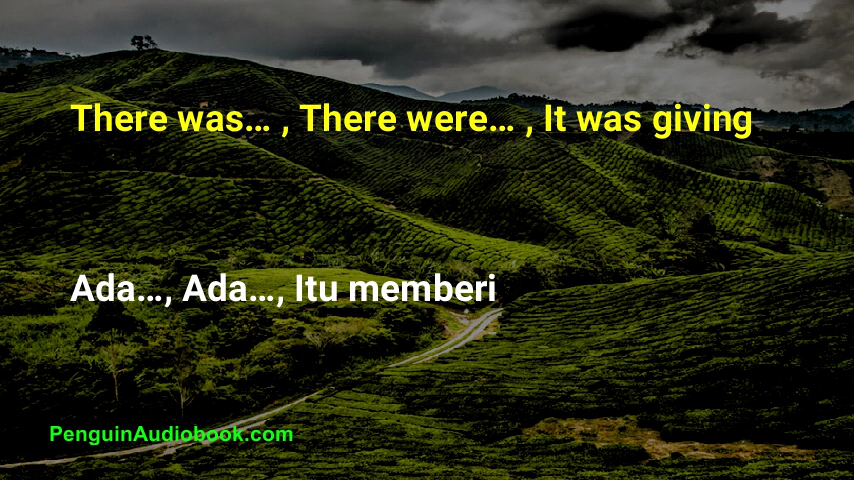 There was... , There were... , It was giving
Ada..., Ada..., Itu memberi
PenguinAudiobook.com